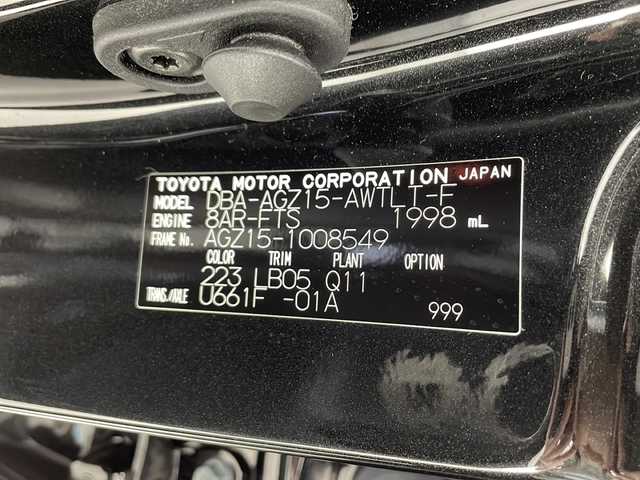 TOYOTA MOTOR CORPORATION JAPAN
MODEL DBA-AGZ15-AWTLT-F
ENGINE 8AR-FTS 1998 mL
FRAME No. AGZ15-1008549
COLOR TRIM PLANT OPTION
223 LB05 Q11
TRANS./AXLE U661F -01A 999